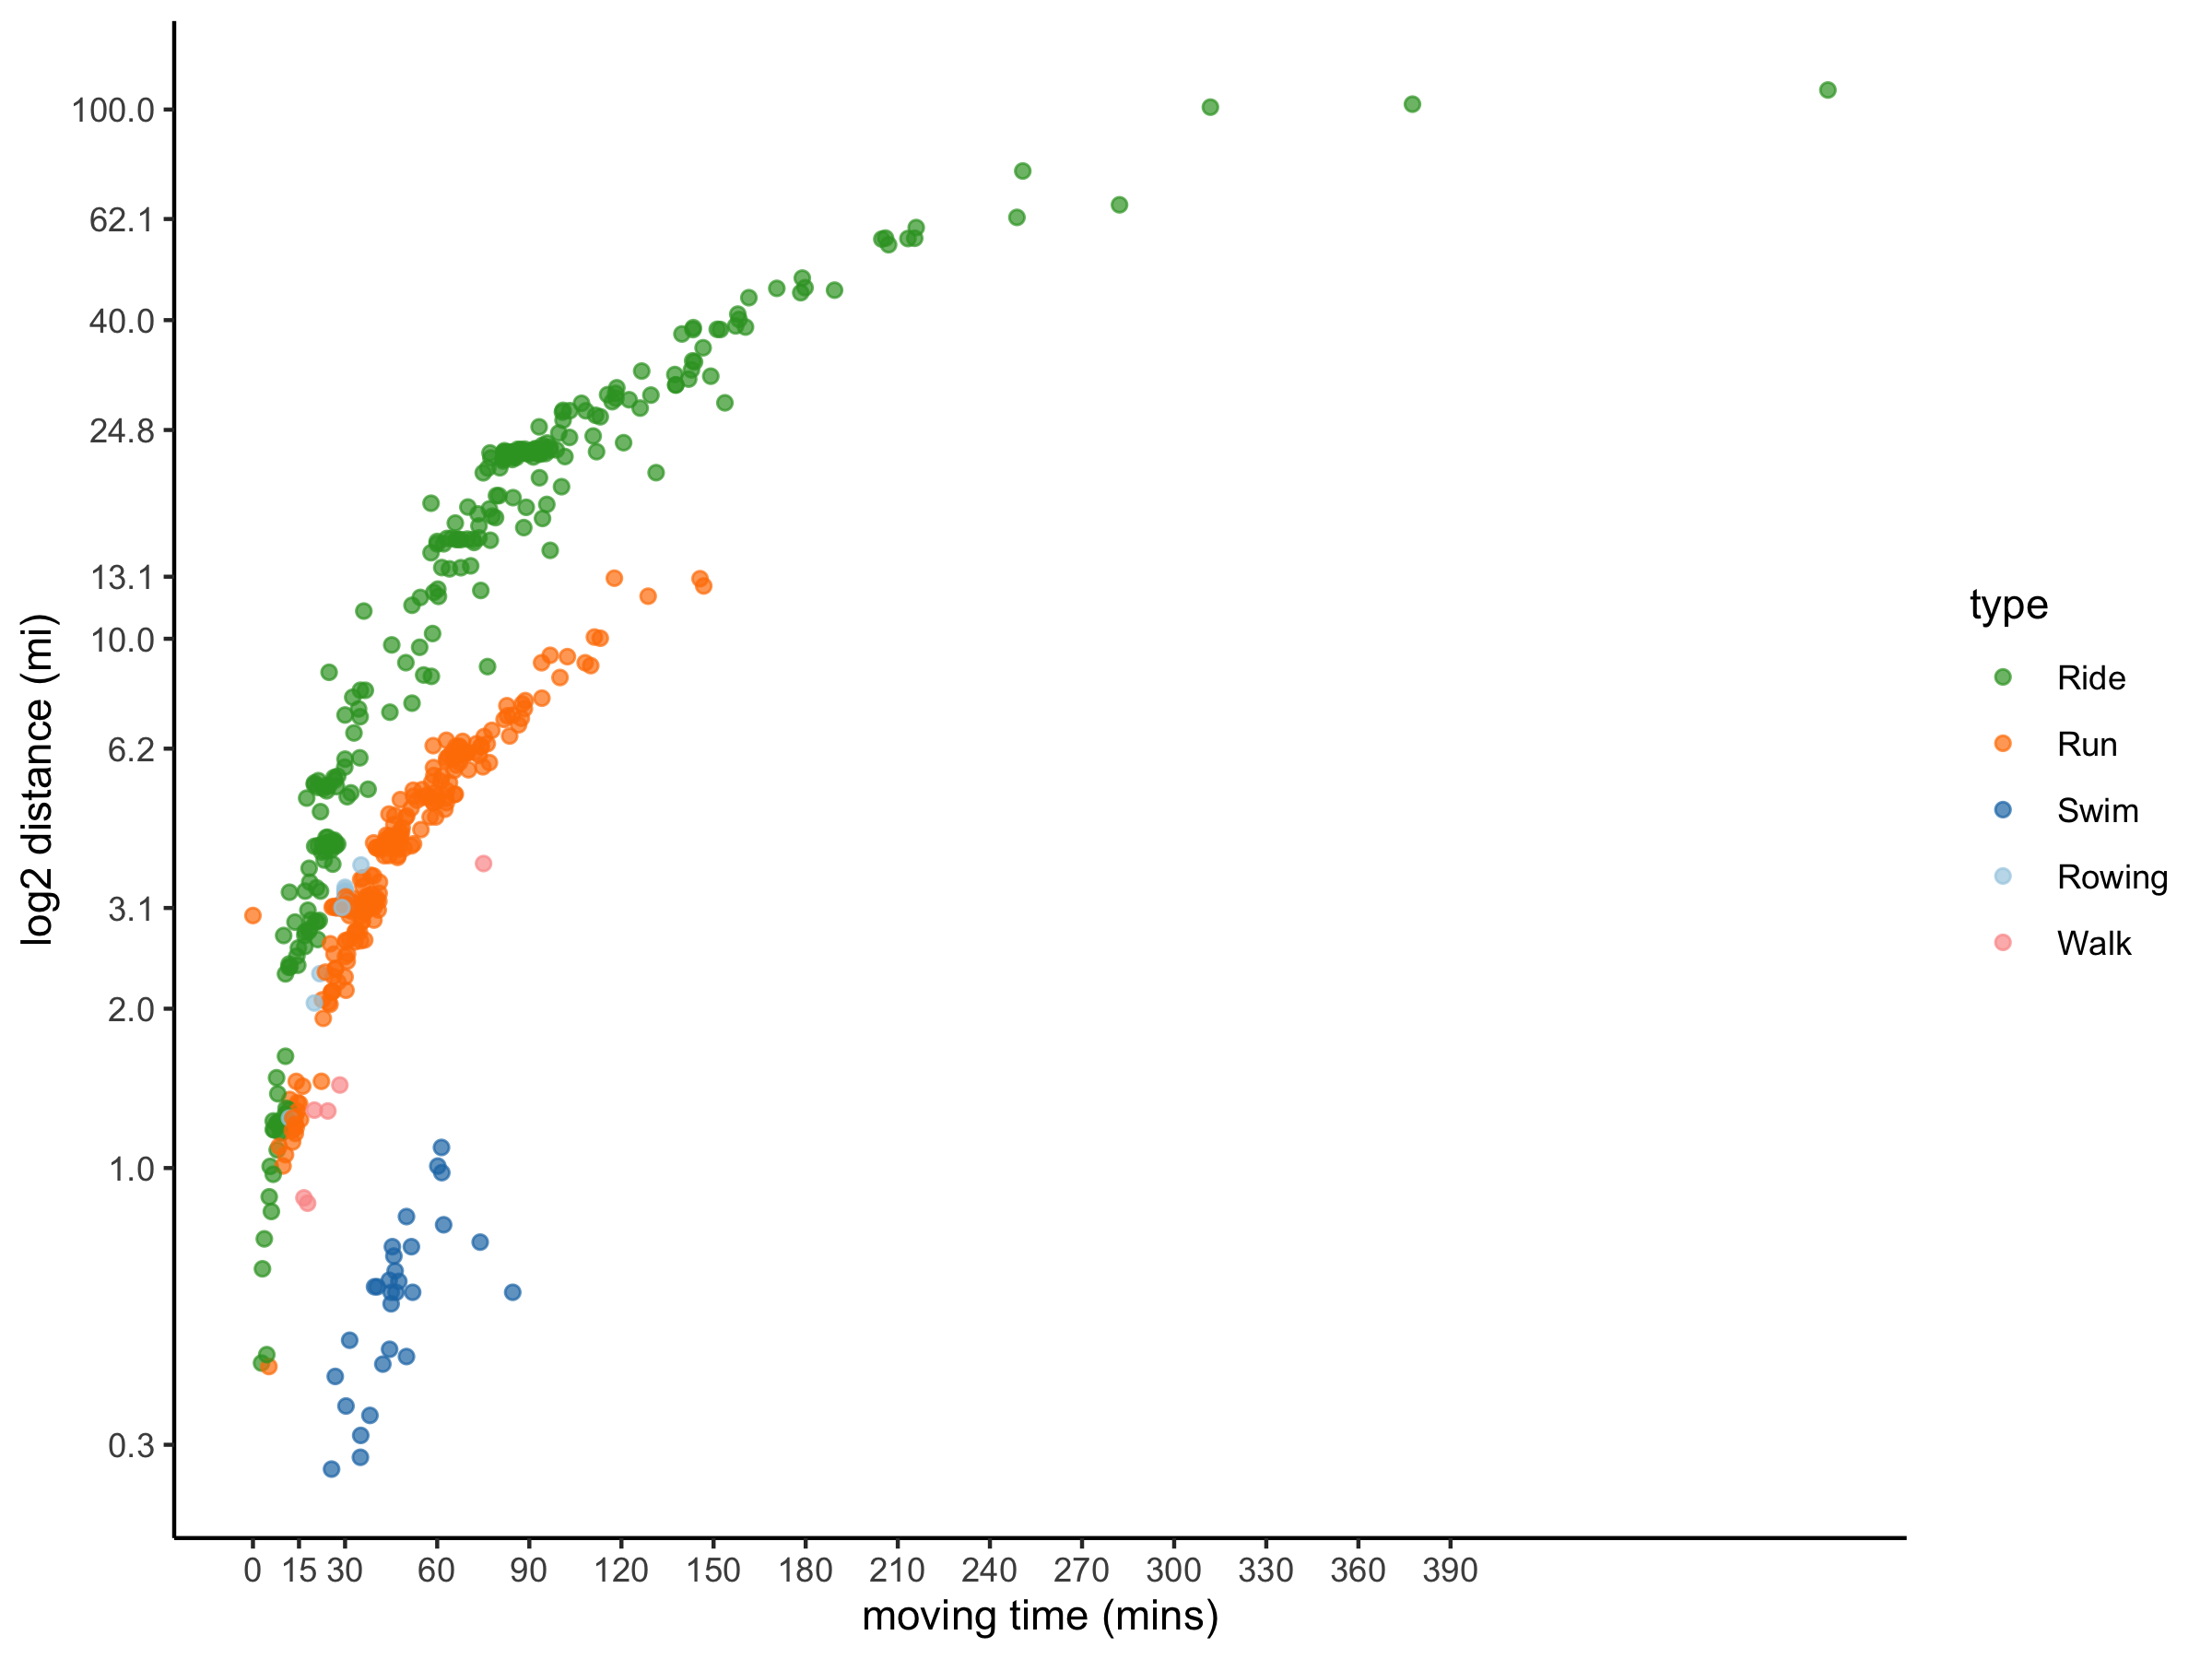 log2 distance (mi)
100.0
62.1
40.0
24.8
13.1
10.0
6.2
3.1
2.0
1.0
0.3
0 15 30 60 90 120 150 180 210 240 270 300 330 360 390
moving time (mins)
type
Ride
Run
Swim
Rowing
Walk